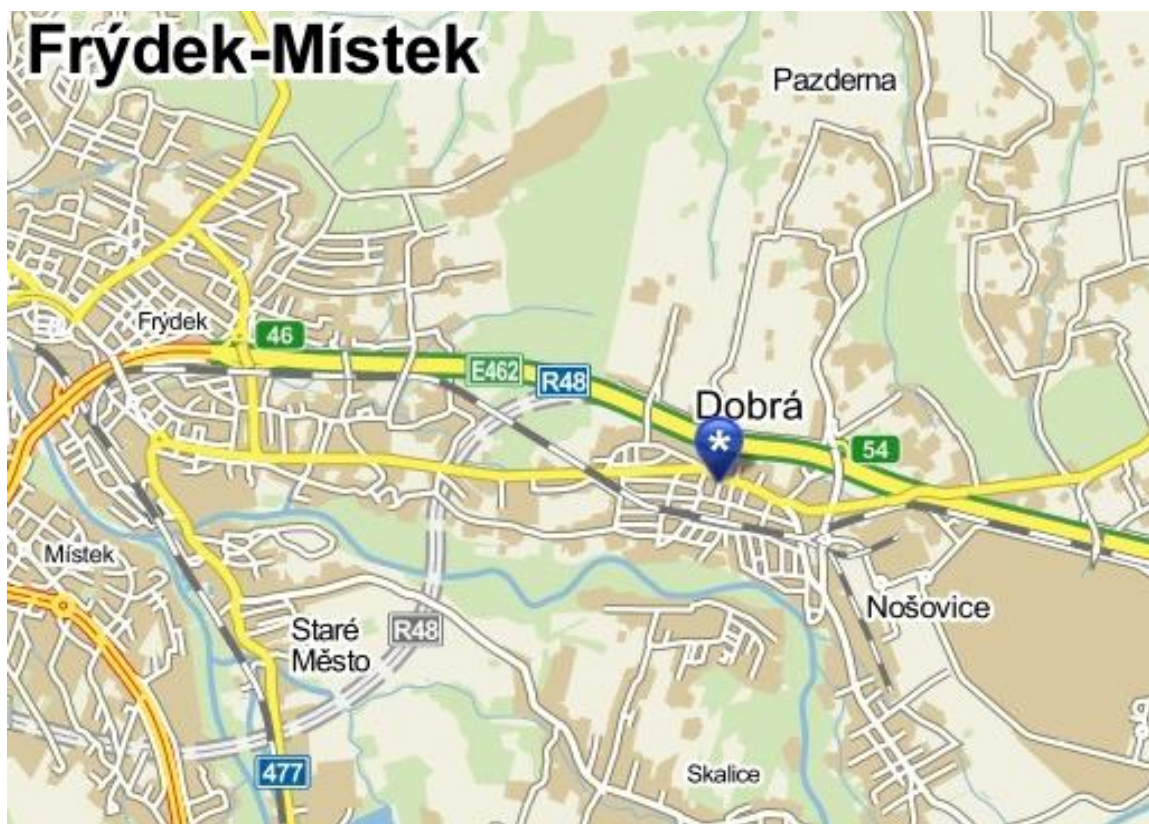 Frýdek-Místek
Pazderna
Frýdek
46
E462
R48
Dobrá
*
54
Místek
Staré
Město
R48
Nošovice
477
Skalice